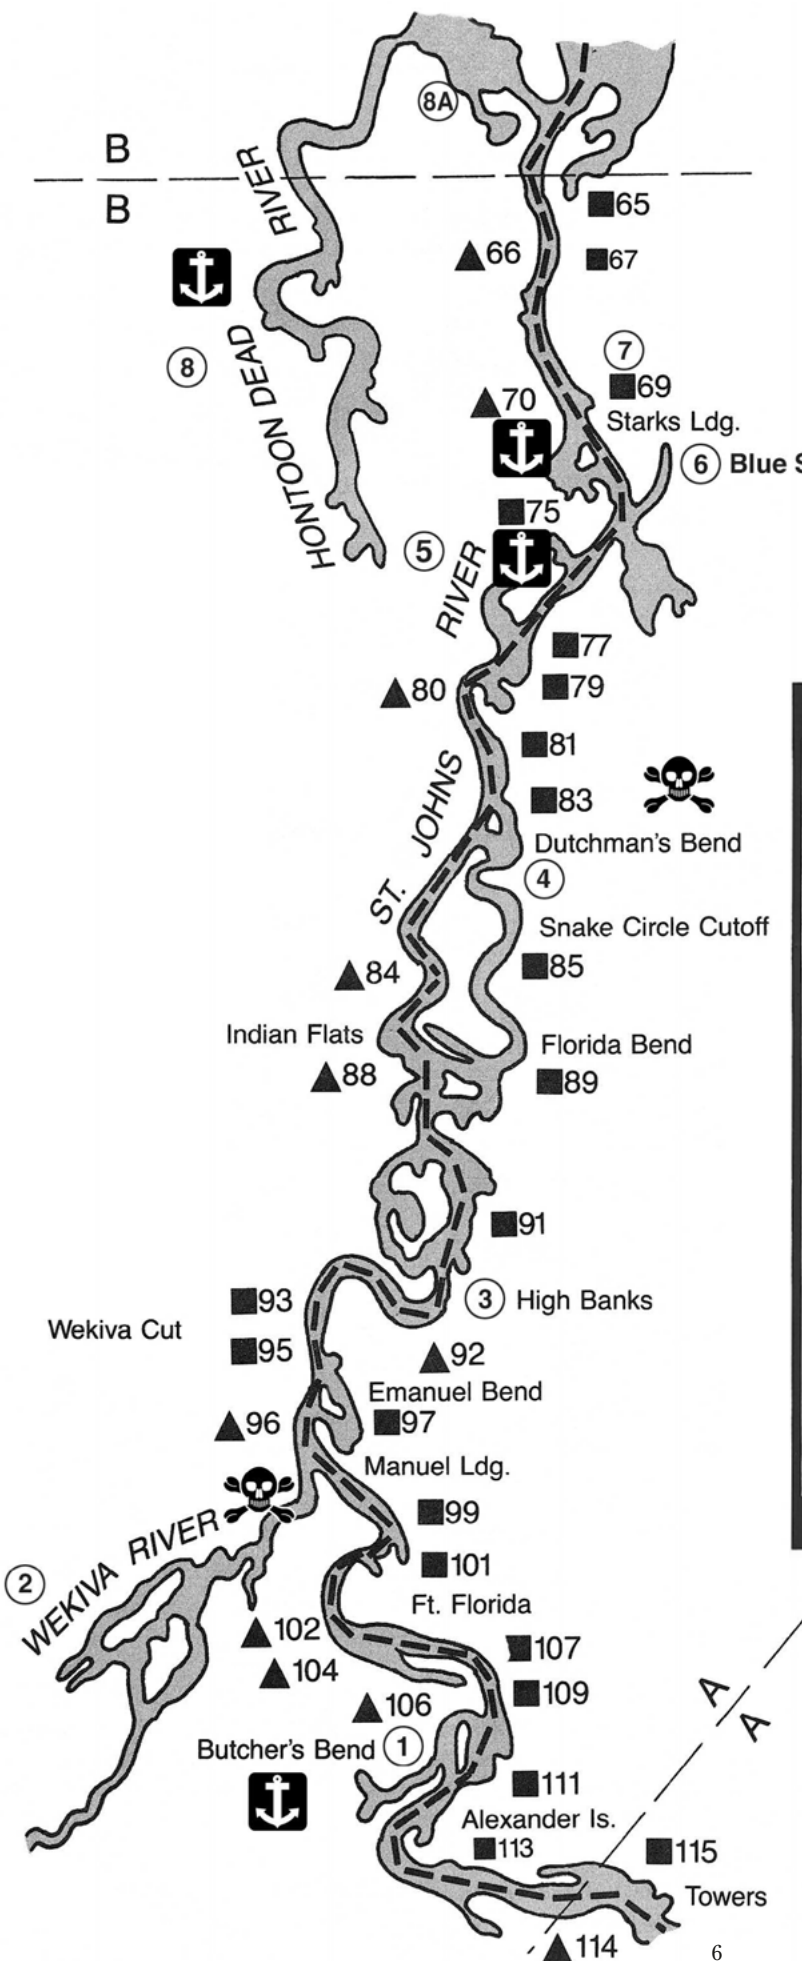 8A
B
B
RIVER
65
66
67
8
HONTOON DEAD
7
69
70
Starks Ldg.
6 Blue
75
5
RIVER
77
80
79
81
JOHNS
83
Dutchman's Bend
4
ST.
Snake Circle Cutoff
84
85
Indian Flats
Florida Bend
88
89
91
93
3 High Banks
Wekiva Cut
95
92
Emanuel Bend
96
97
Manuel Ldg.
99
WEKIVA RIVER
2
101
Ft. Florida
102
107
104
109
106
A
A
Butcher's Bend 1
111
Alexander Is.
113
115
Towers
114
6